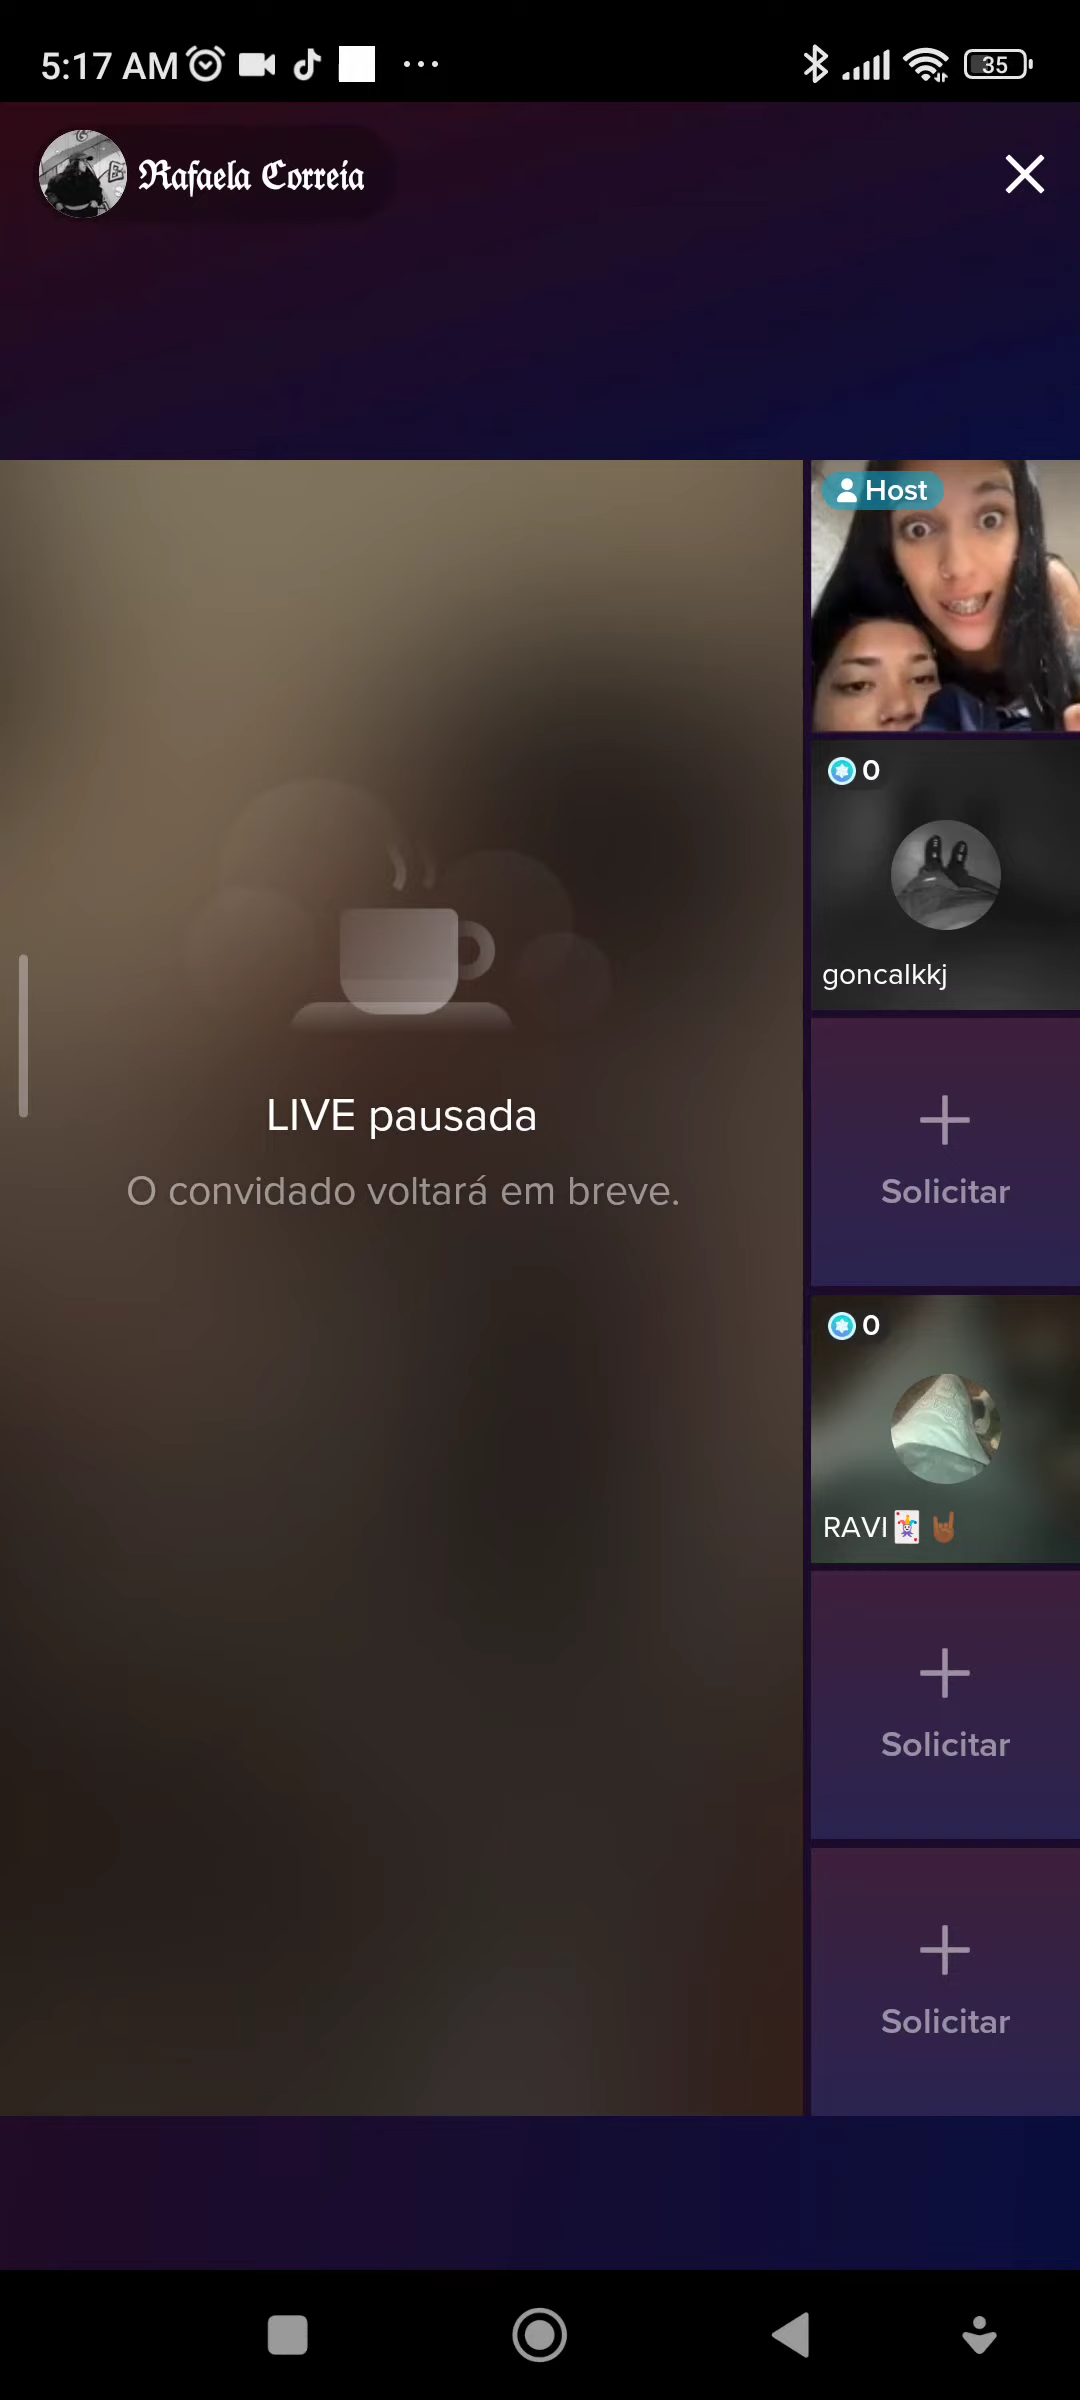 5:17 AM
35
Rafaela Correia
Host
0
goncalkkj
LIVE pausada
O convidado voltará em breve.
Solicitar
0
RAVI🃏🤘🏾
Solicitar
Solicitar